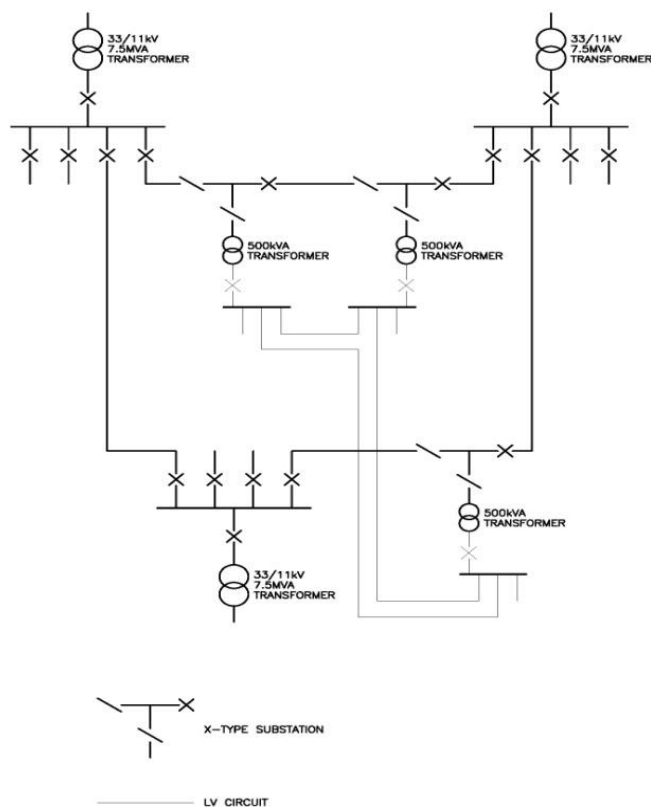 33/11kV
7.5MVA
TRANSFORMER
33/11kV
7.5MVA
TRANSFORMER
500kVA
TRANSFORMER
500kVA
TRANSFORMER
500kVA
TRANSFORMER
33/11kV
7.5MVA
TRANSFORMER
X-TYPE SUBSTATION
LV CIRCUIT